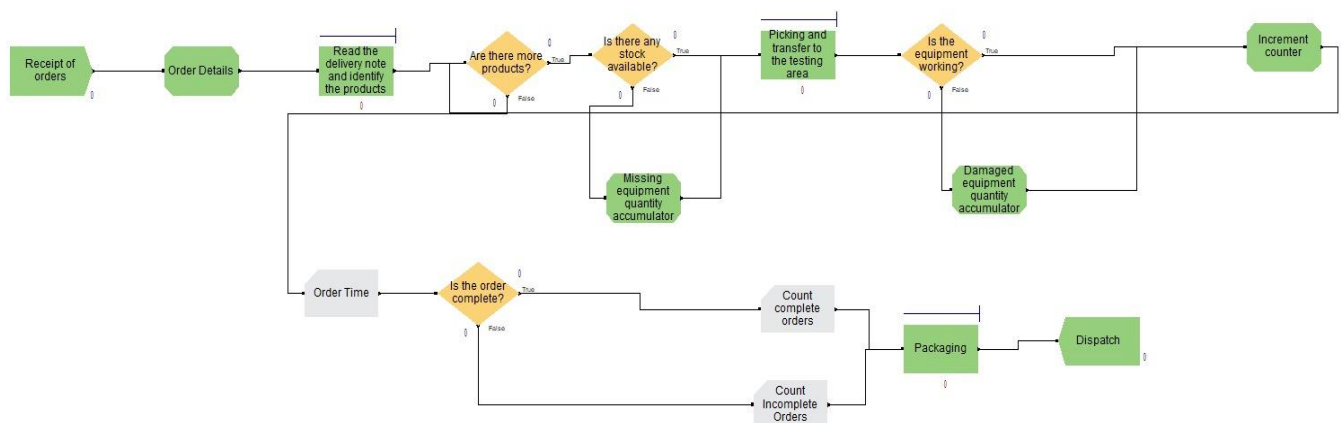 Receipt of
orders
0
Order Details
Read the
delivery note
and identify
the products
0
Are there more
products?
0
True
0
False
Is there any
stock
available?
0
True
0
False
Missing
equipment
quantity
accumulator
Picking and
transfer to
the testing
area
0
Is the
equipment
working?
0
True
0
False
Damaged
equipment
quantity
accumulator
Increment
counter
Order Time
Is the order
complete?
0
True
0
False
Count
complete
orders
Count
Incomplete
Orders
Packaging
0
Dispatch
0